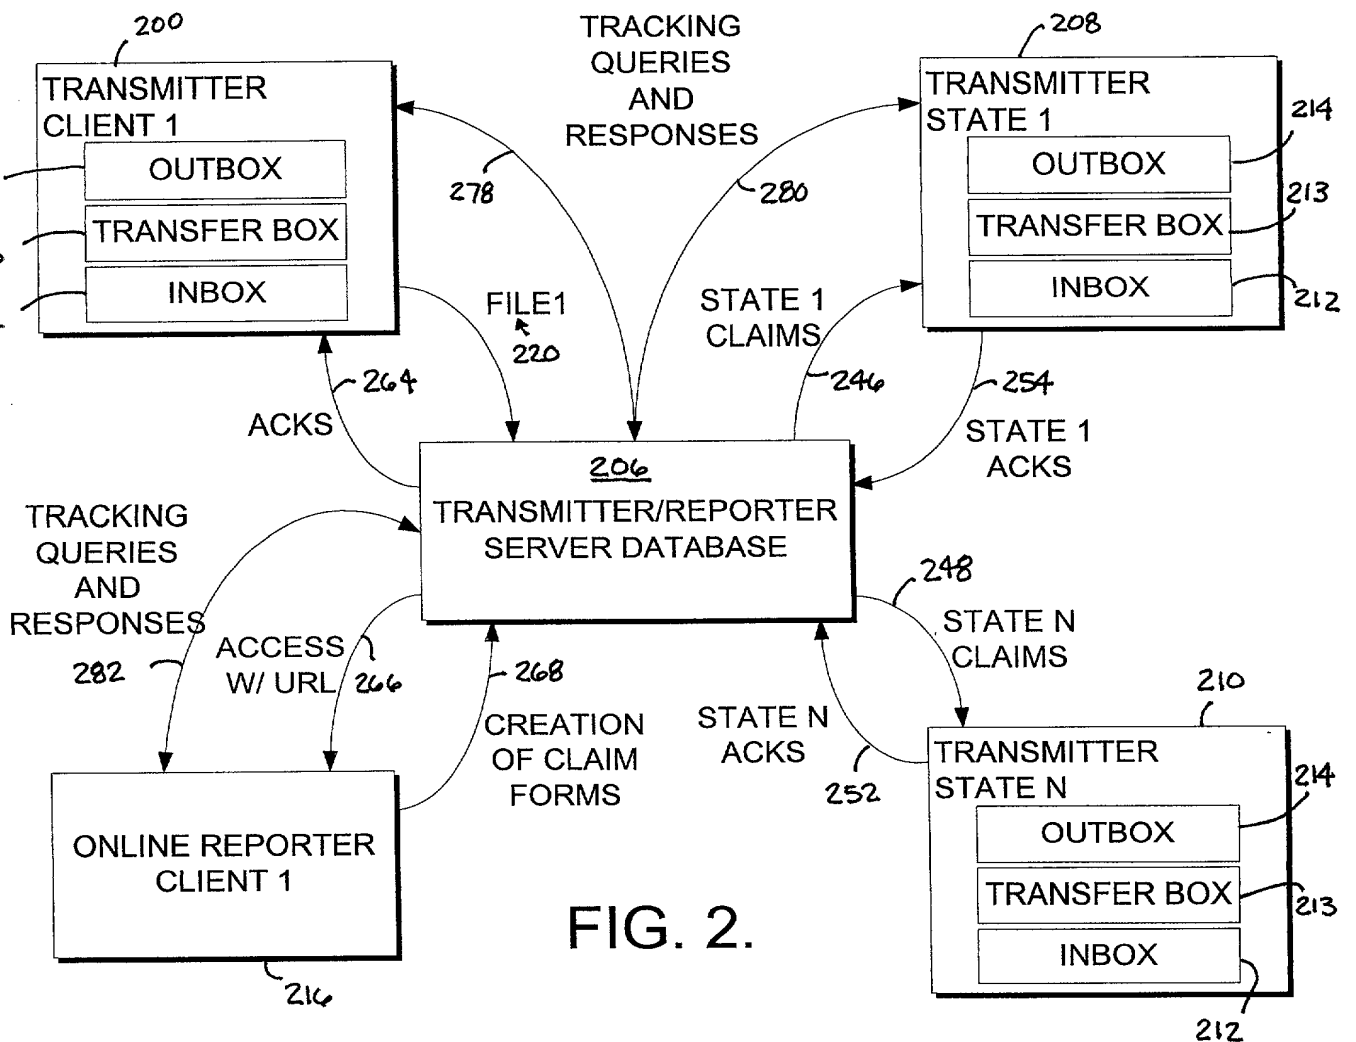 200
TRANSMITTER
CLIENT 1
OUTBOX
TRANSFER BOX
INBOX
TRACKING
QUERIES
AND
RESPONSES
278
280
208
TRANSMITTER
STATE 1
OUTBOX
TRANSFER BOX
INBOX
214
213
212
FILE1
220
STATE 1
CLAIMS
246
254
STATE 1
ACKS
264
ACKS
206
TRANSMITTER/REPORTER
SERVER DATABASE
TRACKING
QUERIES
AND
RESPONSES
282
ACCESS
W/ URL
266
268
CREATION
OF CLAIM
FORMS
248
STATE N
CLAIMS
STATE N
ACKS
252
210
TRANSMITTER
STATE N
OUTBOX
TRANSFER BOX
INBOX
214
213
212
ONLINE REPORTER
CLIENT 1
216
FIG. 2.